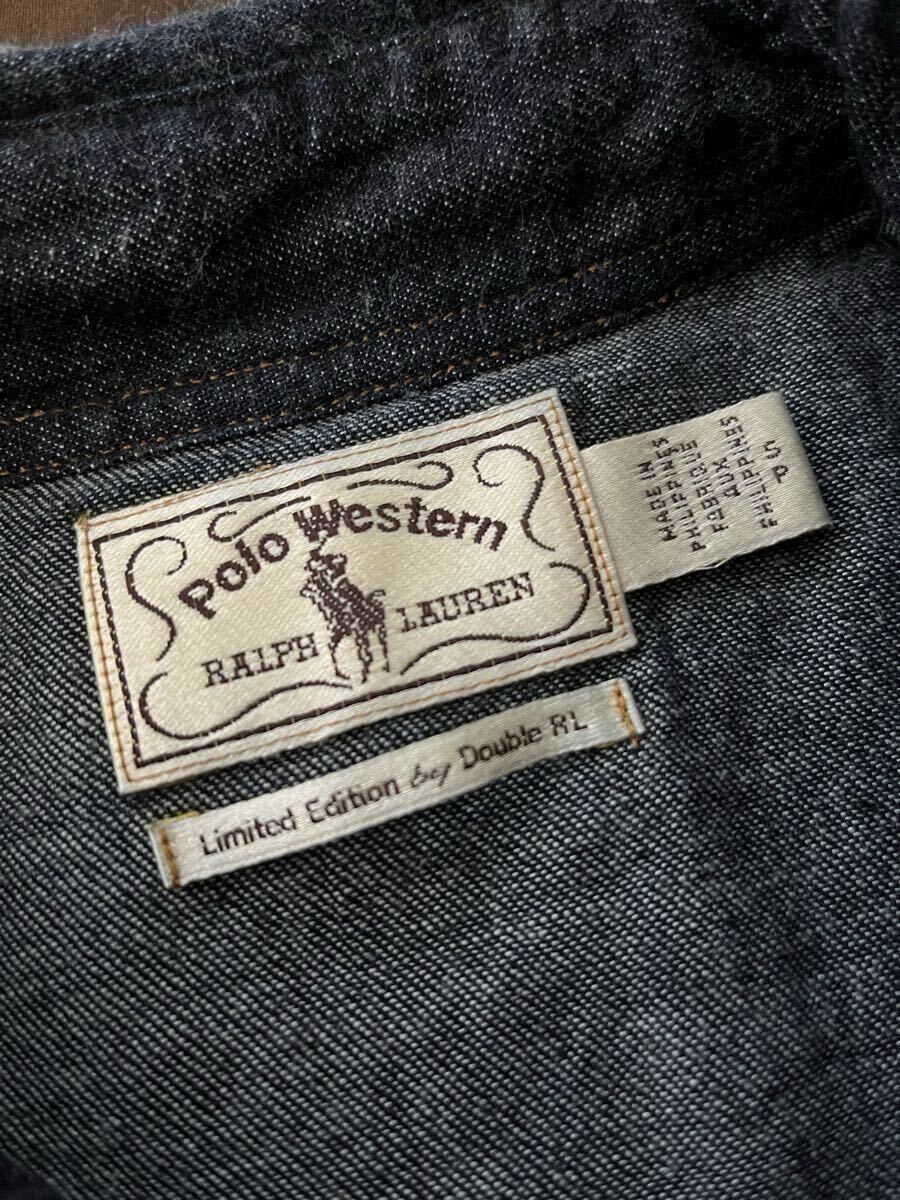 Polo Western
RALPH LAUREN
MADE IN
PHILIPPINES
FABRIQUE
AUX
PHILIPPINES
S
P
Limited Edition by Double RL